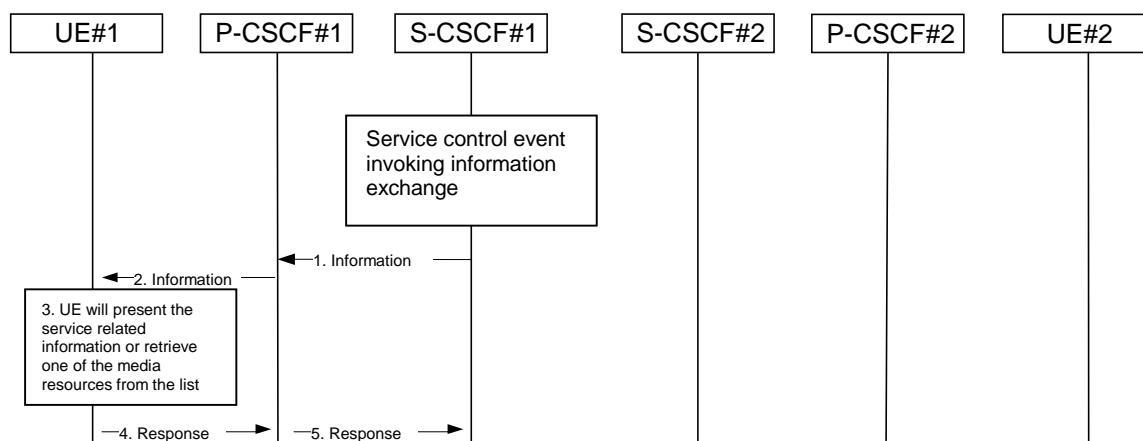 UE#1
P-CSCF#1
S-CSCF#1
S-CSCF#2
P-CSCF#2
UE#2
Service control event
invoking information
exchange
1. Information
2. Information
3. UE will present the
service related
information or retrieve
one of the media
resources from the list
4. Response
5. Response